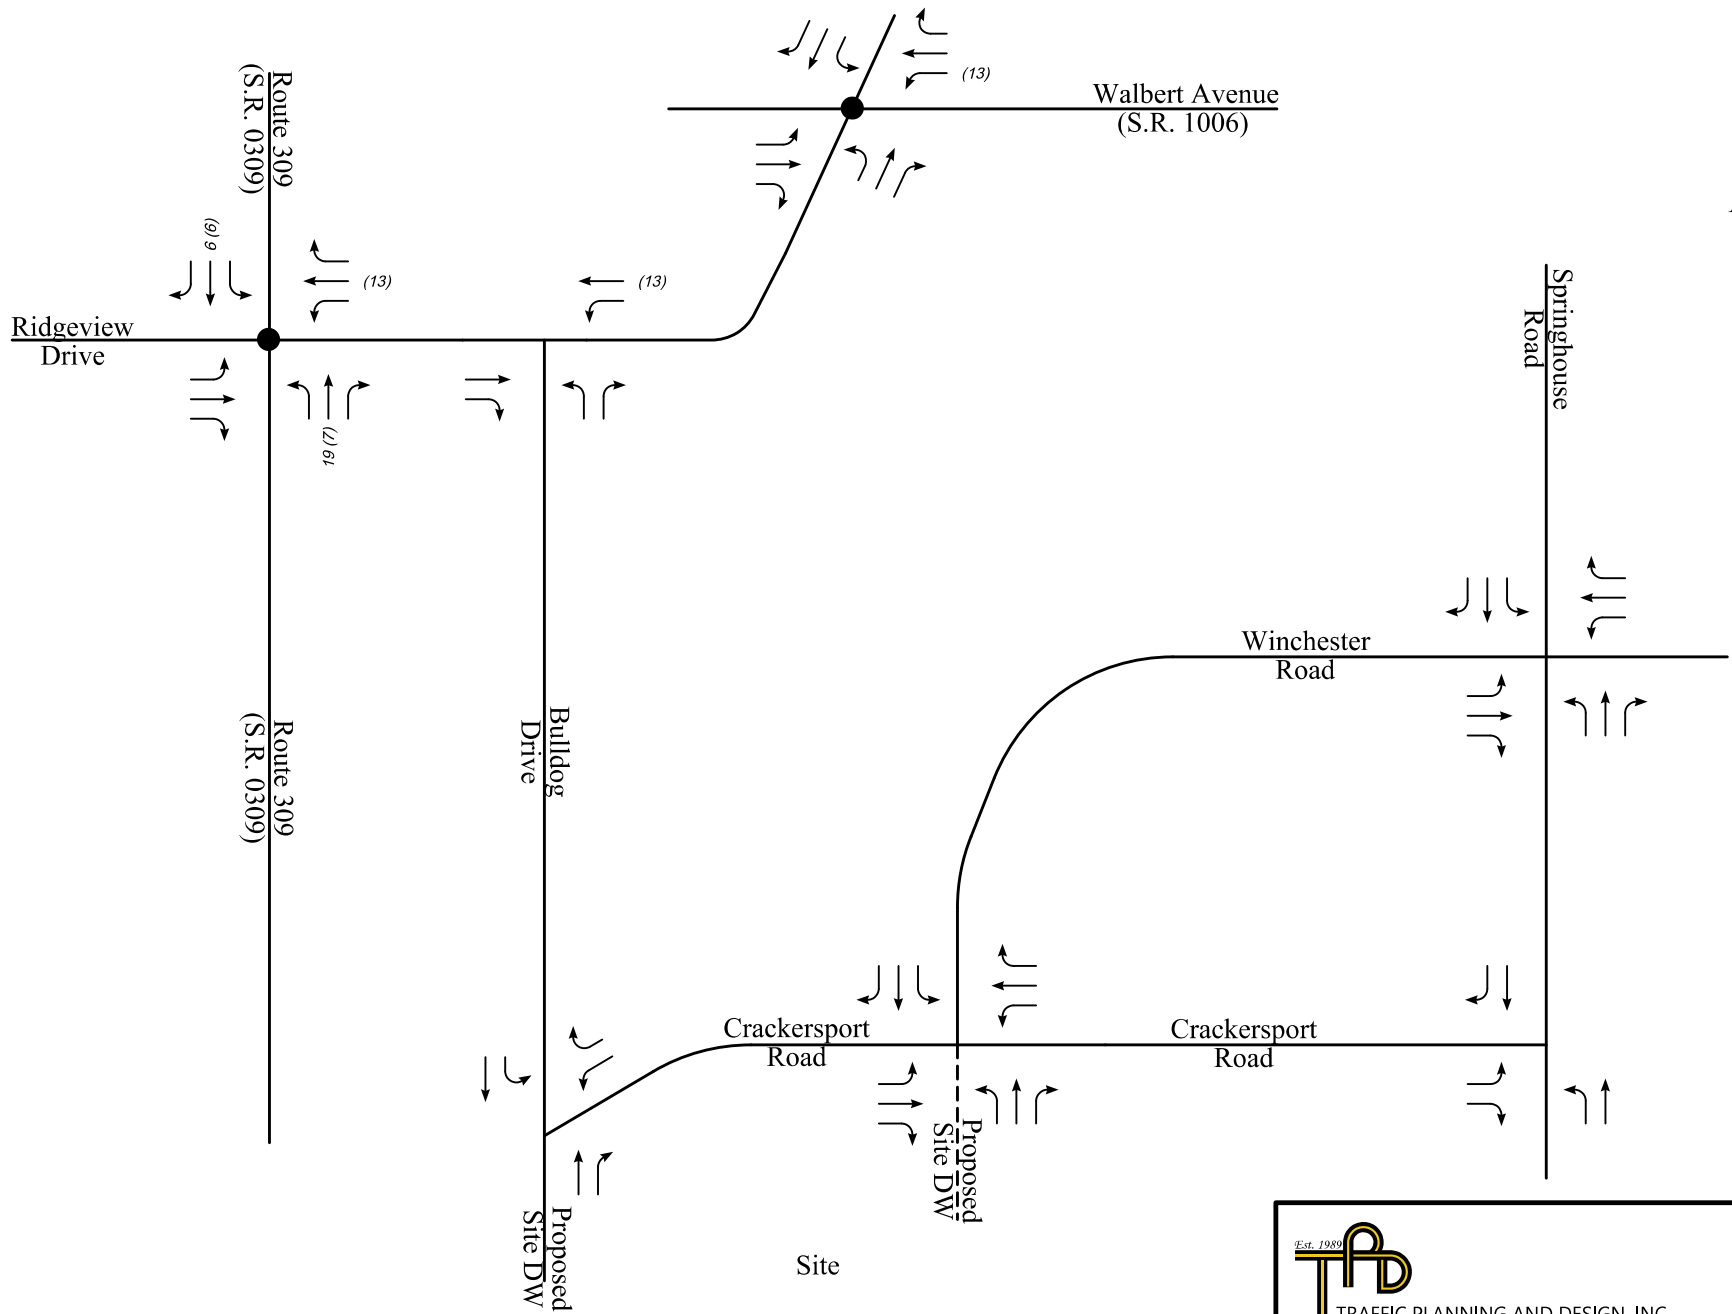 Route 309
(S.R. 0309)
(13)
Walbert Avenue
(S.R. 1006)
9 (9)
(13)
(13)
Ridgeview
Drive
19 (7)
Springhouse
Road
Winchester
Road
Route 309
(S.R. 0309)
Bulldog
Drive
Crackersport
Road
Crackersport
Road
Proposed
Site DW
Proposed
Site DW
Site
Est. 1989
TPD
TRAFFIC PLANNING AND DESIGN, INC.